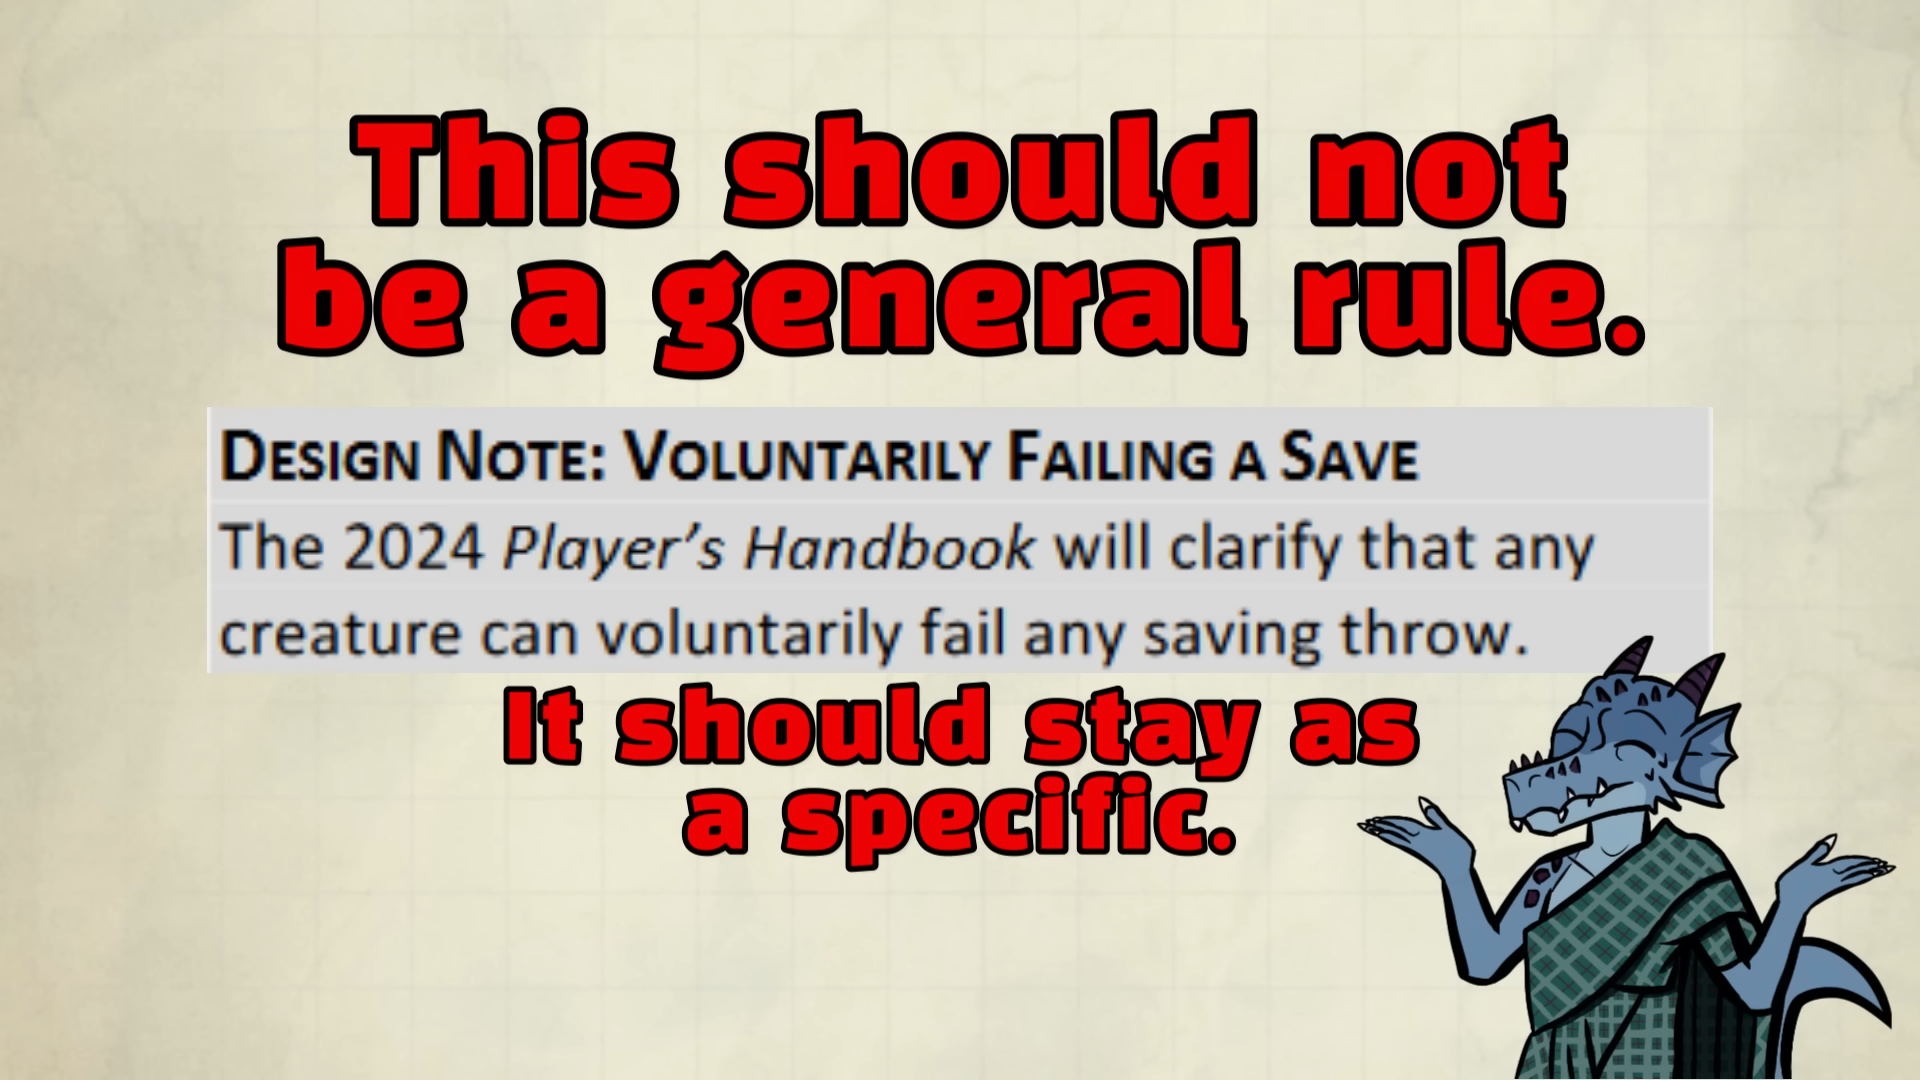 This should not
be a general rule.
DESIGN NOTE: VOLUNTARILY FAILING A SAVE
The 2024 Player’s Handbook will clarify that any
creature can voluntarily fail any saving throw.
It should stay as
a specific.